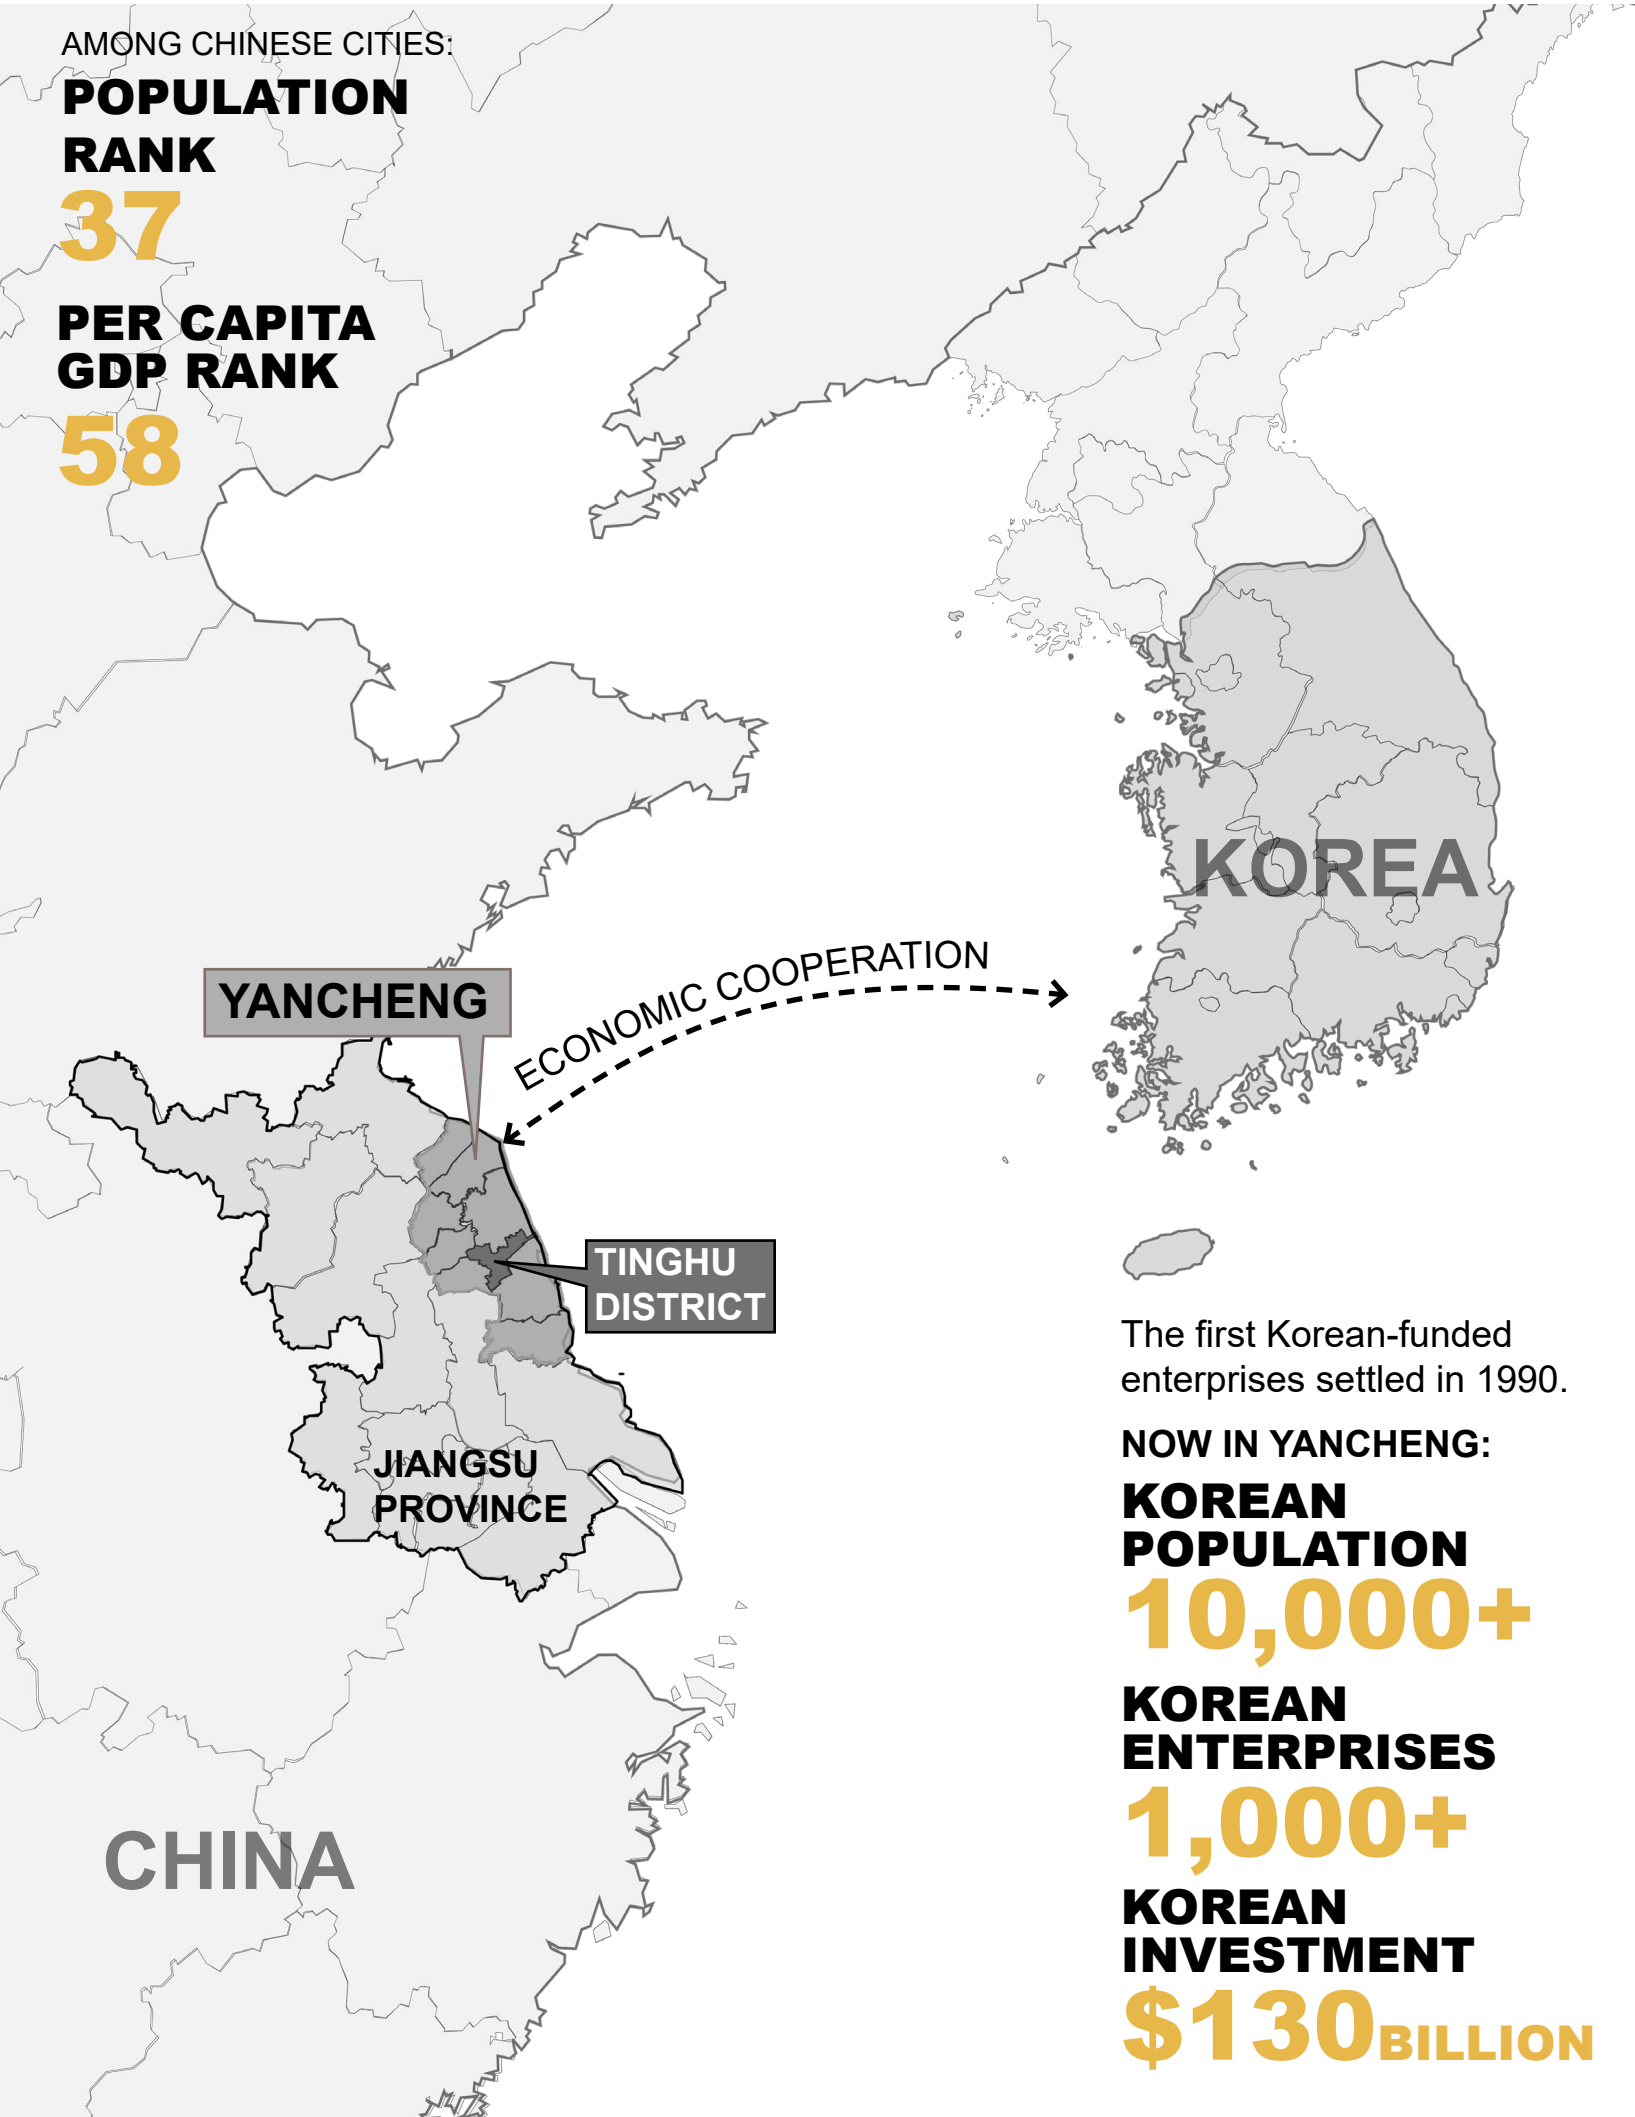 AMONG CHINESE CITIES:
POPULATION
RANK
37
PER CAPITA
GDP RANK
58
KOREA
ECONOMIC COOPERATION
YANCHENG
TINGHU
DISTRICT
JIANGSU
PROVINCE
CHINA
The first Korean-funded
enterprises settled in 1990.
NOW IN YANCHENG:
KOREAN
POPULATION
10,000+
KOREAN
ENTERPRISES
1,000+
KOREAN
INVESTMENT
$130 BILLION